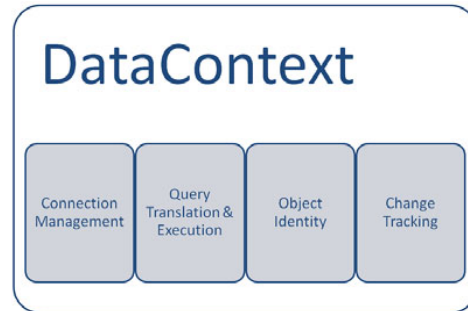 DataContext
Connection
Management
Query
Translation &
Execution
Object
Identity
Change
Tracking